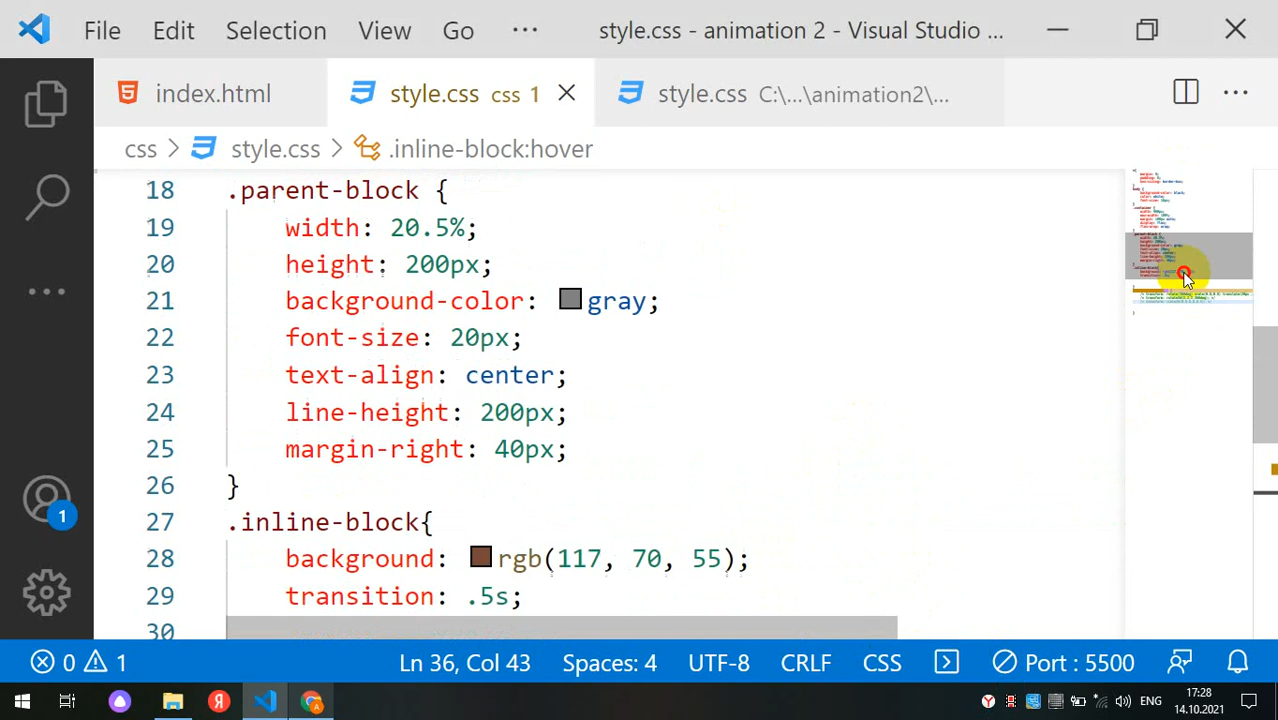 File Edit Selection View Go ··· style.css - animation 2 - Visual Studio ...
index.html style.css css 1 style.css C:\...\animation2\... ···
css > style.css > .inline-block:hover
18 .parent-block {
19 width: 20.5%;
20 height: 200px;
21 background-color: gray;
22 font-size: 20px;
23 text-align: center;
24 line-height: 200px;
25 margin-right: 40px;
26 }
27 .inline-block{
28 background: rgb(117, 70, 55);
29 transition: .5s;
30
1
0 1 Ln 36, Col 43 Spaces: 4 UTF-8 CRLF CSS Port : 5500
Я A Y ENG 17:28
14.10.2021